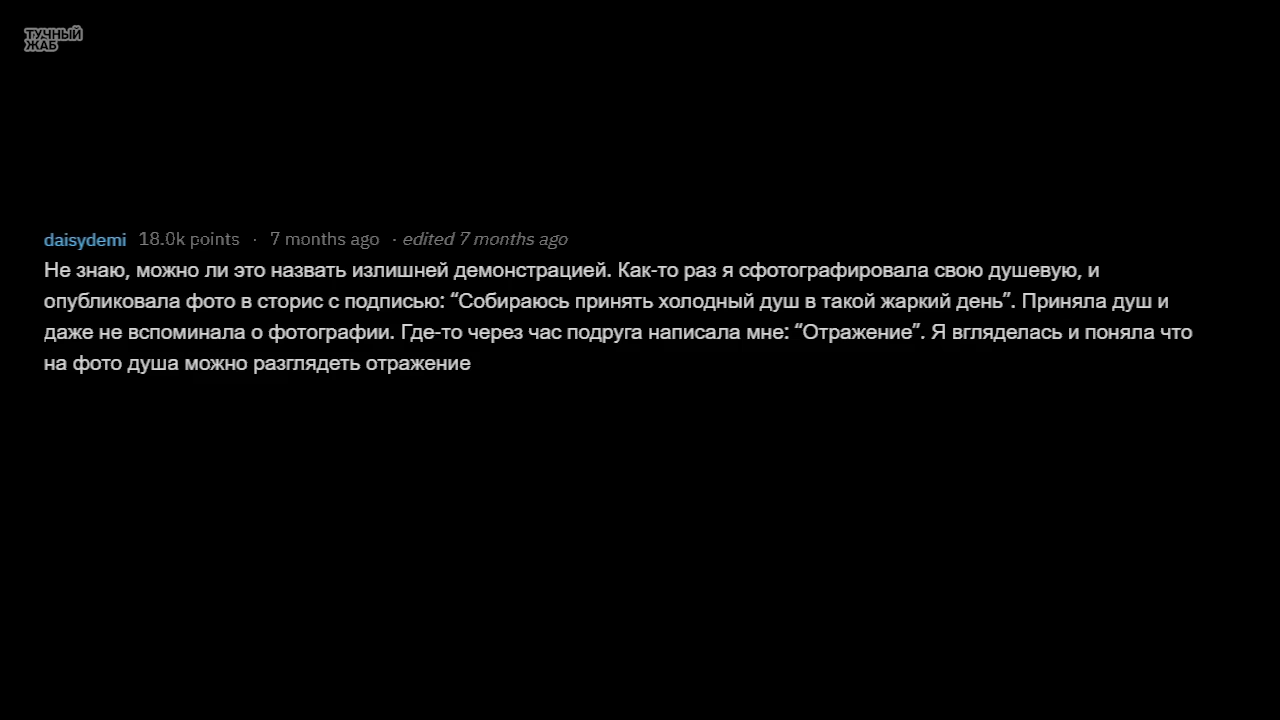 ТУЧНЫЙ
ЖАБ
daisydemi 18.0k points · 7 months ago · edited 7 months ago
Не знаю, можно ли это назвать излишней демонстрацией. Как-то раз я сфотографировала свою душевую, и
опубликовала фото в сторис с подписью: “Собираюсь принять холодный душ в такой жаркий день”. Приняла душ и
даже не вспоминала о фотографии. Где-то через час подруга написала мне: “Отражение”. Я вгляделась и поняла что
на фото душа можно разглядеть отражение